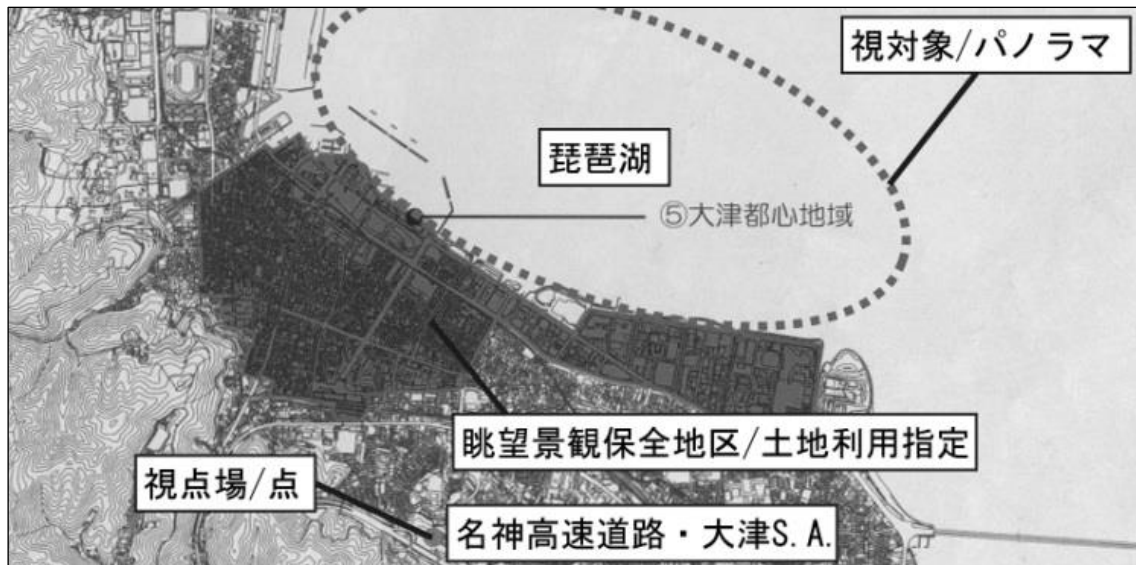 視対象/パノラマ
琵琶湖
⑤大津都心地域
眺望景観保全地区/土地利用指定
視点場/点
名神高速道路・大津S.A.